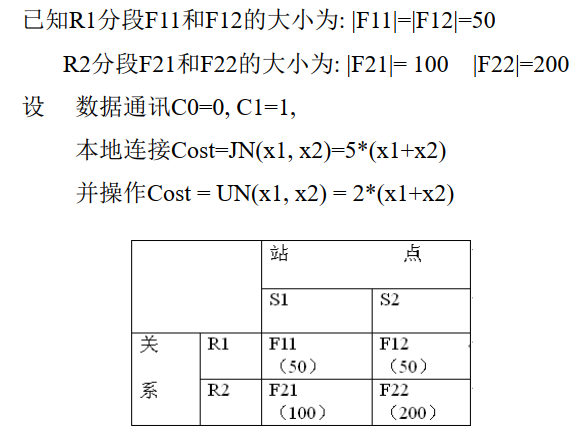 已知R1分段F11和F12的大小为: |F11|=|F12|=50
R2分段F21和F22的大小为: |F21|= 100 |F22|=200
设 数据通讯C0=0, C1=1,
本地连接Cost=JN(x1, x2)=5*(x1+x2)
并操作Cost = UN(x1, x2) = 2*(x1+x2)
站 点
S1 S2
关 R1 F11 F12
（50） （50）
系 R2 F21 F22
（100） （200）